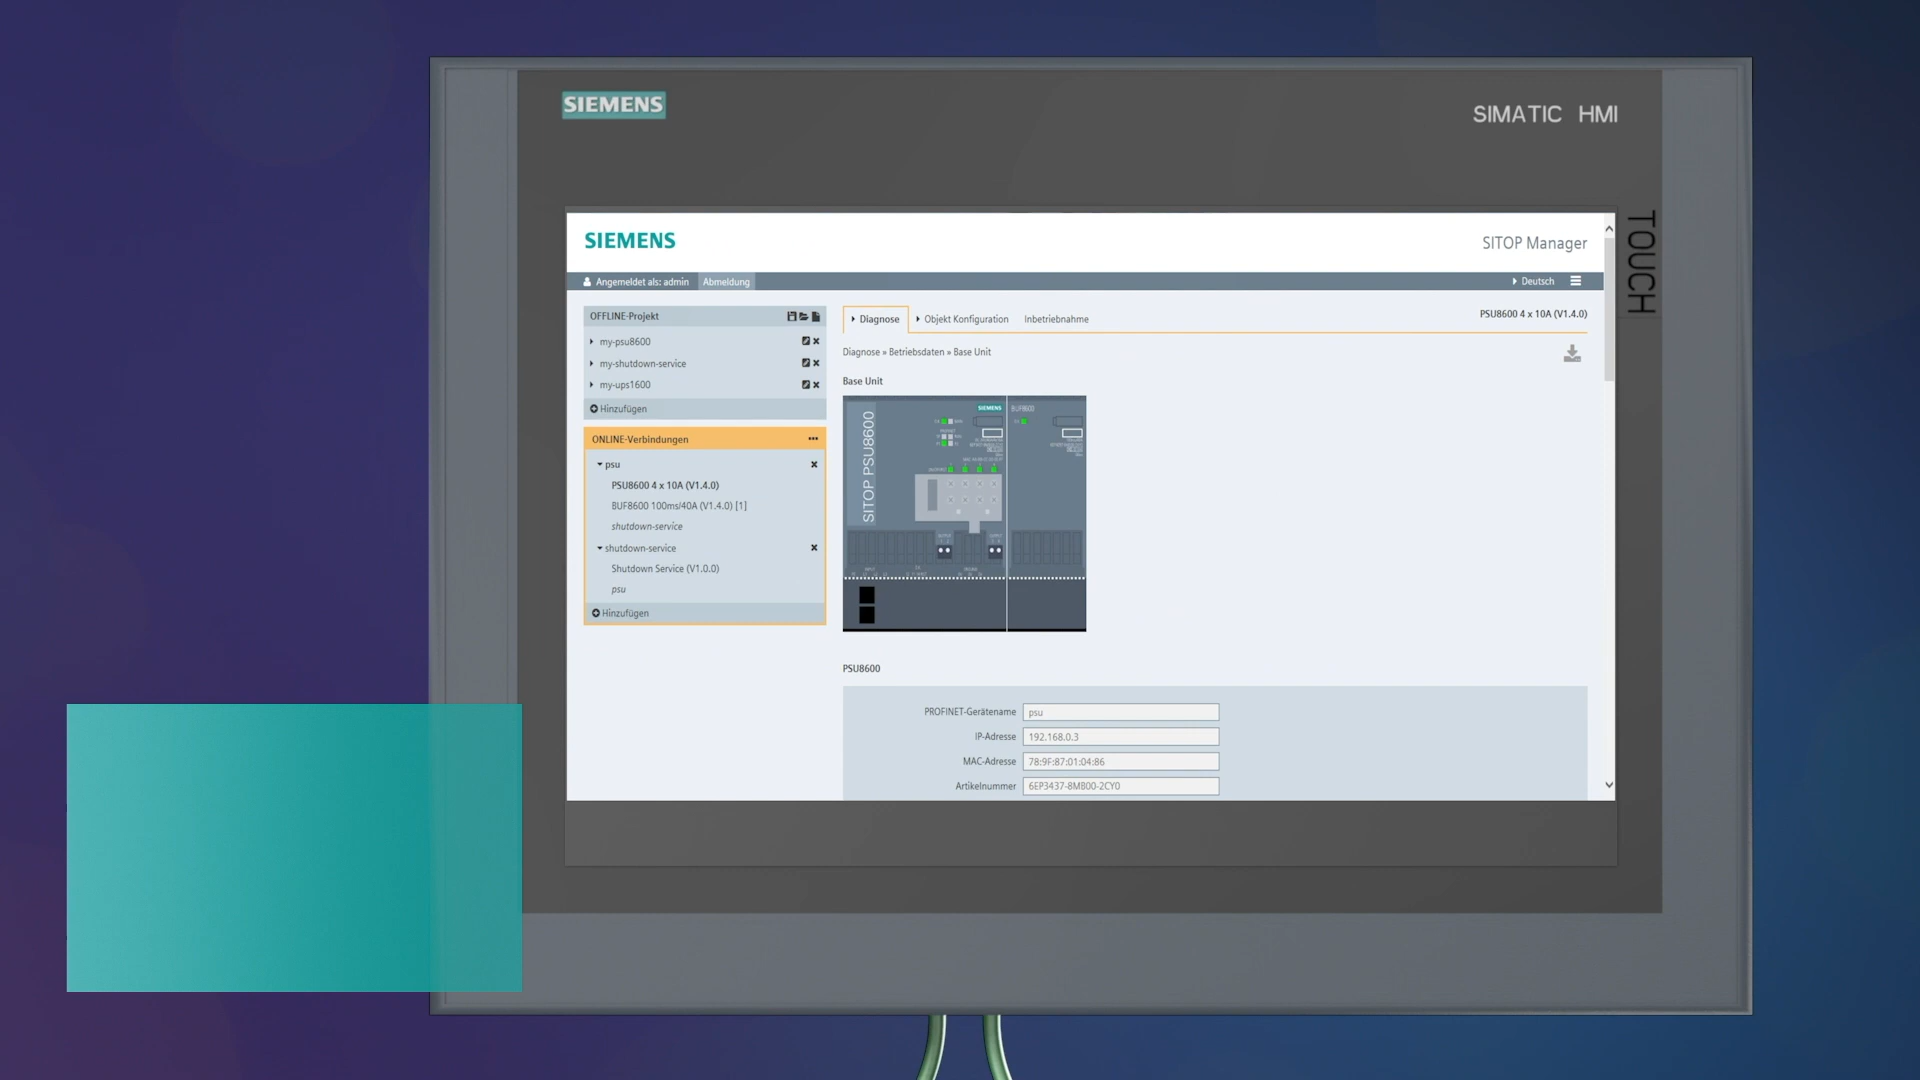 SIEMENS
SIMATIC HMI
TOUCH
SIEMENS
SITOP Manager
Angemeldet als: admin
Abmeldung
Deutsch
OFFLINE-Projekt
my-psu8600
my-shutdown-service
my-ups1600
Hinzufügen
ONLINE-Verbindungen
psu
PSU8600 4 x 10A (V1.4.0)
BUF8600 100ms/40A (V1.4.0) [1]
shutdown-service
shutdown-service
Shutdown Service (V1.0.0)
psu
Hinzufügen
Diagnose
Objekt Konfiguration
Inbetriebnahme
PSU8600 4 x 10A (V1.4.0)
Diagnose » Betriebsdaten » Base Unit
Base Unit
SITOP PSU8600
SIEMENS
BUF8600
PSU8600
PROFINET-Gerätename psu
IP-Adresse 192.168.0.3
MAC-Adresse 78:9F:87:01:04:86
Artikelnummer 6EP3437-8MB00-2CY0